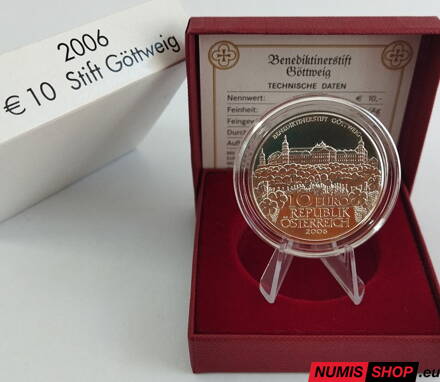 2006
€ 10 Stift Göttweig
Benediktinerstift
Göttweig
TECHNISCHE DATEN
Nennwert: € 10,-
Feinheit:
BENEDIKTINERSTIFT GÖTTWEIG
10 EURO
REPUBLIK
ÖSTERREICH
2006
NUMIS SHOP.eu